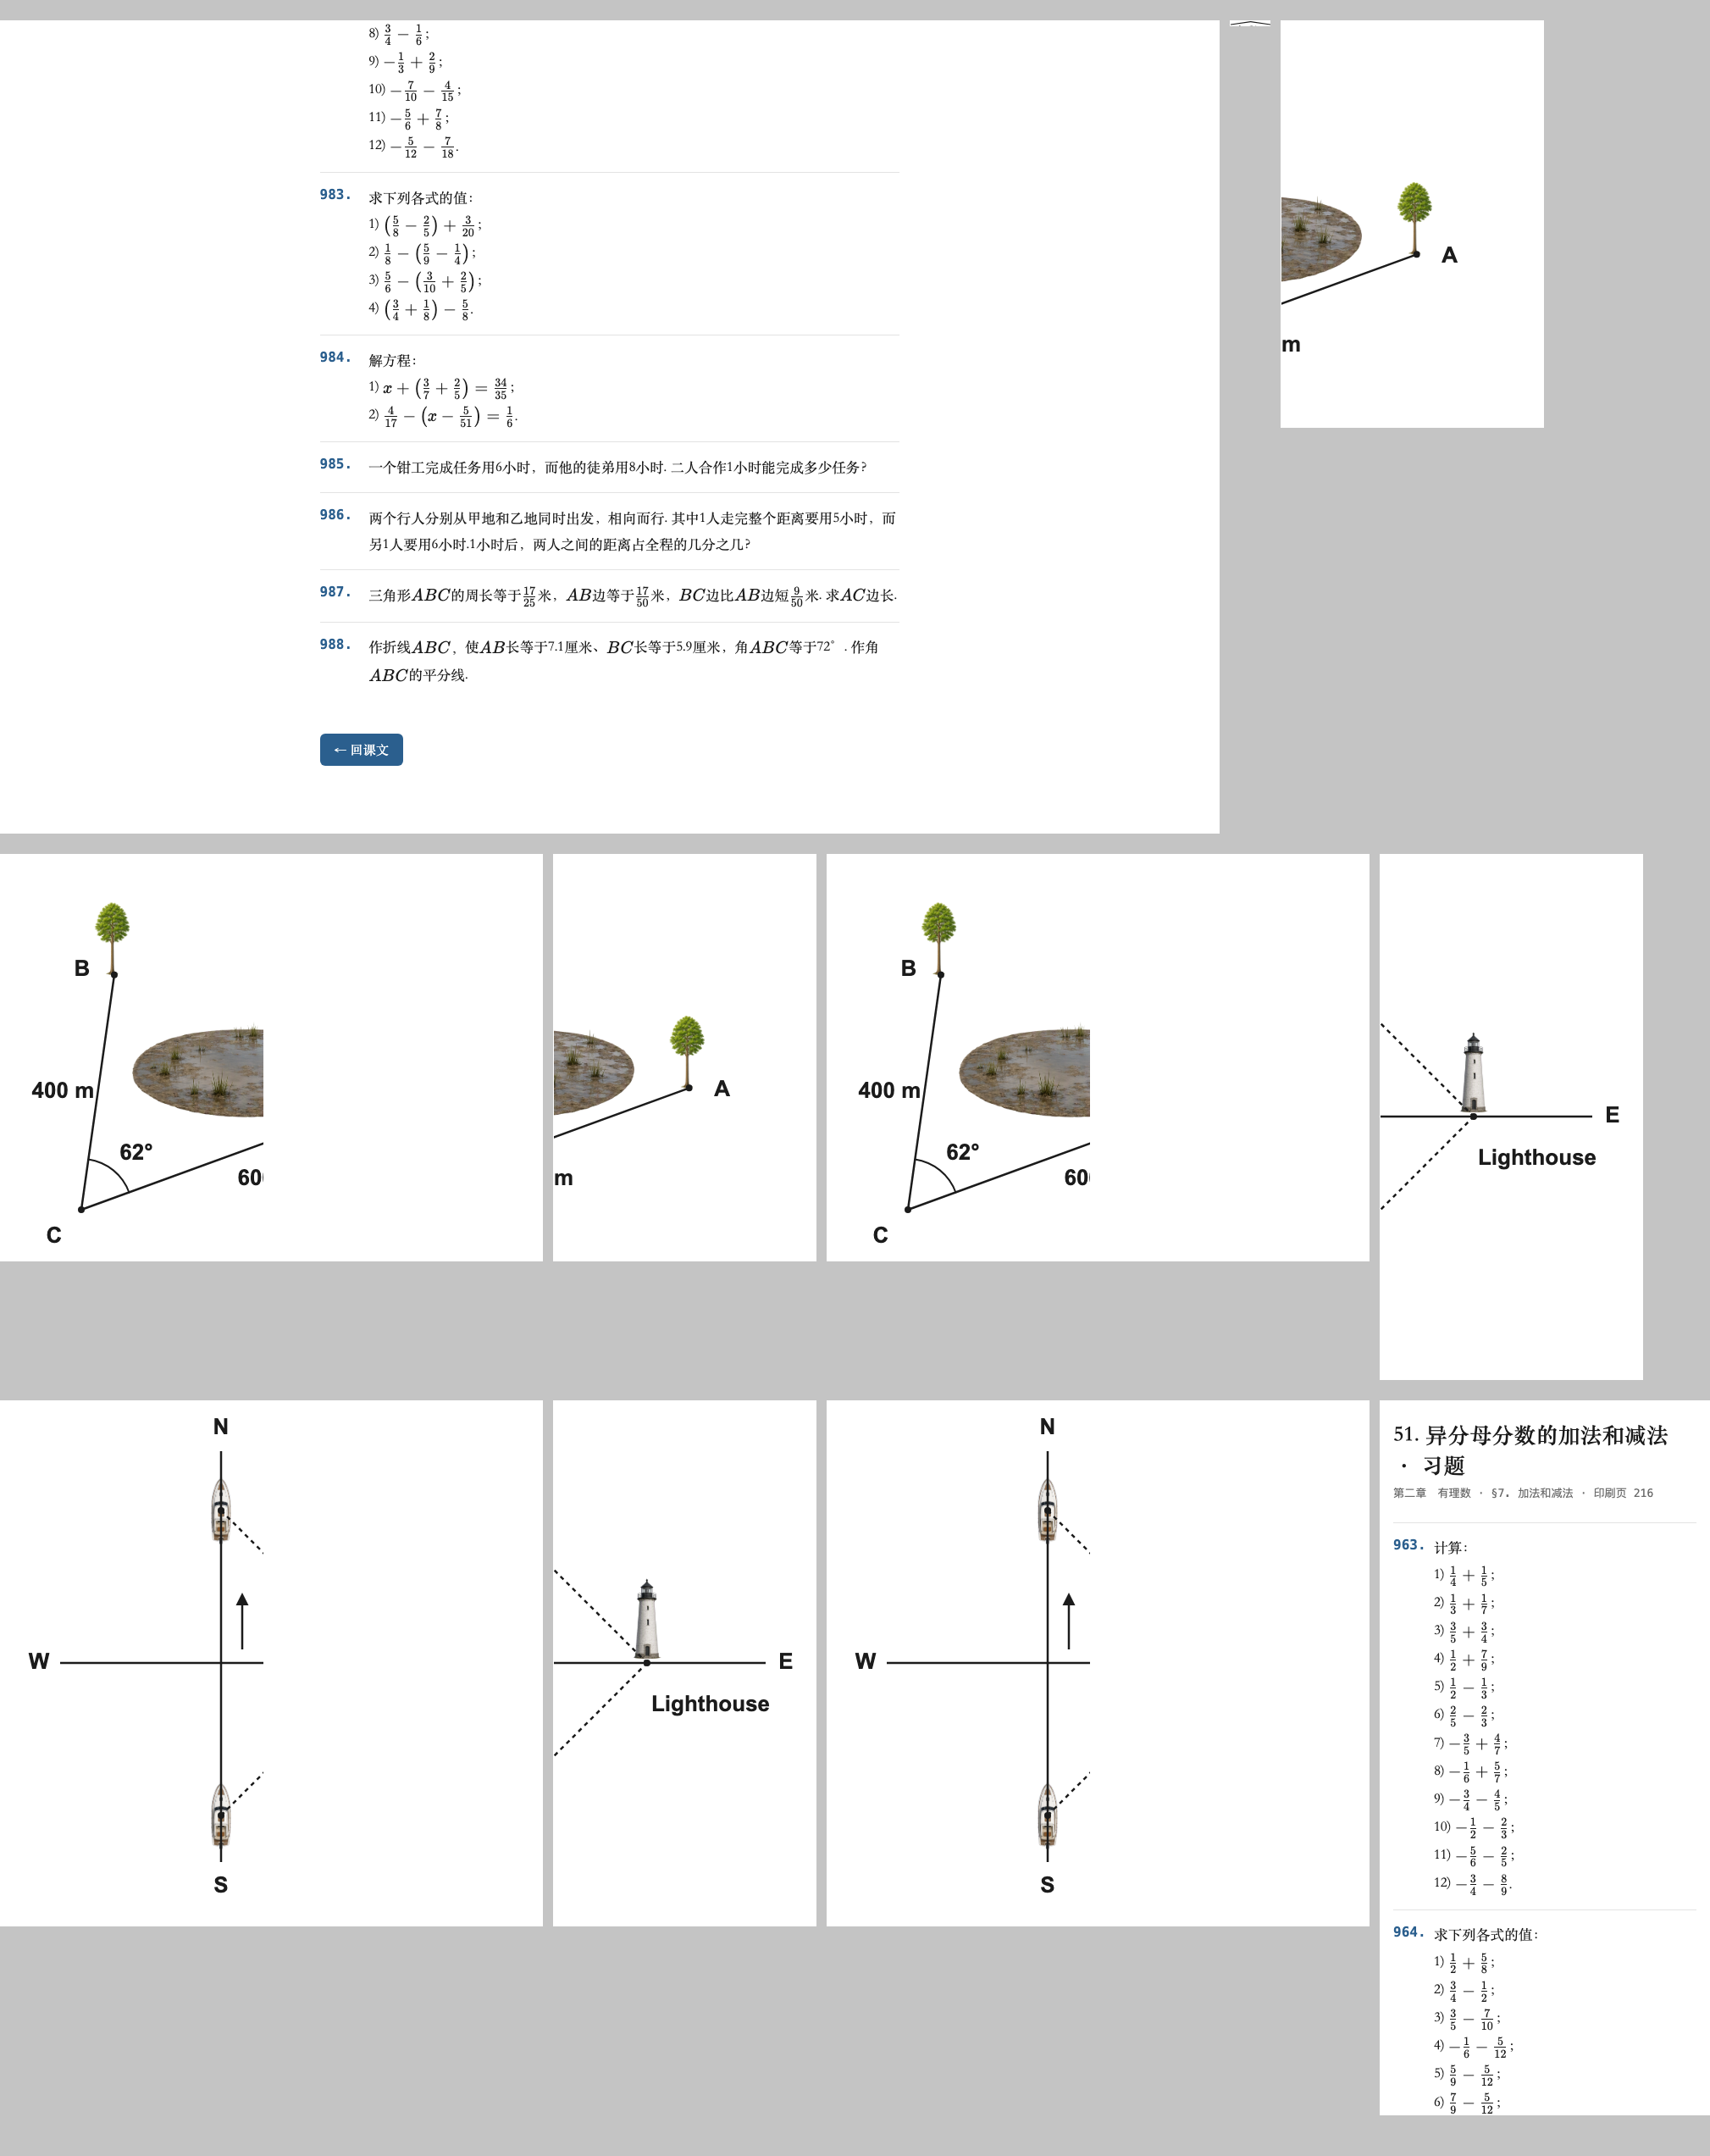 8) 3/4 − 1/6;
9) −1/3 + 2/9;
10) −7/10 − 4/15;
11) −5/6 + 7/8;
12) −5/12 − 7/18.
983. 求下列各式的值:
1) (5/8 − 2/5) + 3/20;
2) 1/8 − (5/9 − 1/4);
3) 5/6 − (3/10 + 2/5);
4) (3/4 + 1/8) − 5/8.
984. 解方程:
1) x + (3/7 + 2/5) = 34/35;
2) 4/17 − (x − 5/51) = 1/6.
985. 一个钳工完成任务用6小时，而他的徒弟用8小时. 二人合作1小时能完成多少任务?
986. 两个行人分别从甲地和乙地同时出发，相向而行. 其中1人走完整个距离要用5小时，而
另1人要用6小时.1小时后，两人之间的距离占全程的几分之几?
987. 三角形ABC的周长等于17/25米，AB边等于17/50米，BC边比AB边短9/50米. 求AC边长.
988. 作折线ABC，使AB长等于7.1厘米、BC长等于5.9厘米，角ABC等于72°. 作角
ABC的平分线.
← 回课文
A
m
B
400 m
62°
60
C
A
m
B
400 m
62°
60
C
E
Lighthouse
N
W
S
E
Lighthouse
N
W
S
51. 异分母分数的加法和减法
· 习题
第二章 有理数 · §7. 加法和减法 · 印刷页 216
963. 计算:
1) 1/4 + 1/5;
2) 1/3 + 1/7;
3) 3/5 + 3/4;
4) 1/2 + 7/9;
5) 1/2 − 1/3;
6) 2/5 − 2/3;
7) −3/5 + 4/7;
8) −1/6 + 5/7;
9) −3/4 − 4/5;
10) −1/2 − 2/3;
11) −5/6 − 2/5;
12) −3/4 − 8/9.
964. 求下列各式的值:
1) 1/2 + 5/8;
2) 3/4 − 1/2;
3) 3/5 − 7/10;
4) −1/6 − 5/12;
5) 5/9 − 5/12;
6) 7/9 − 5/12;